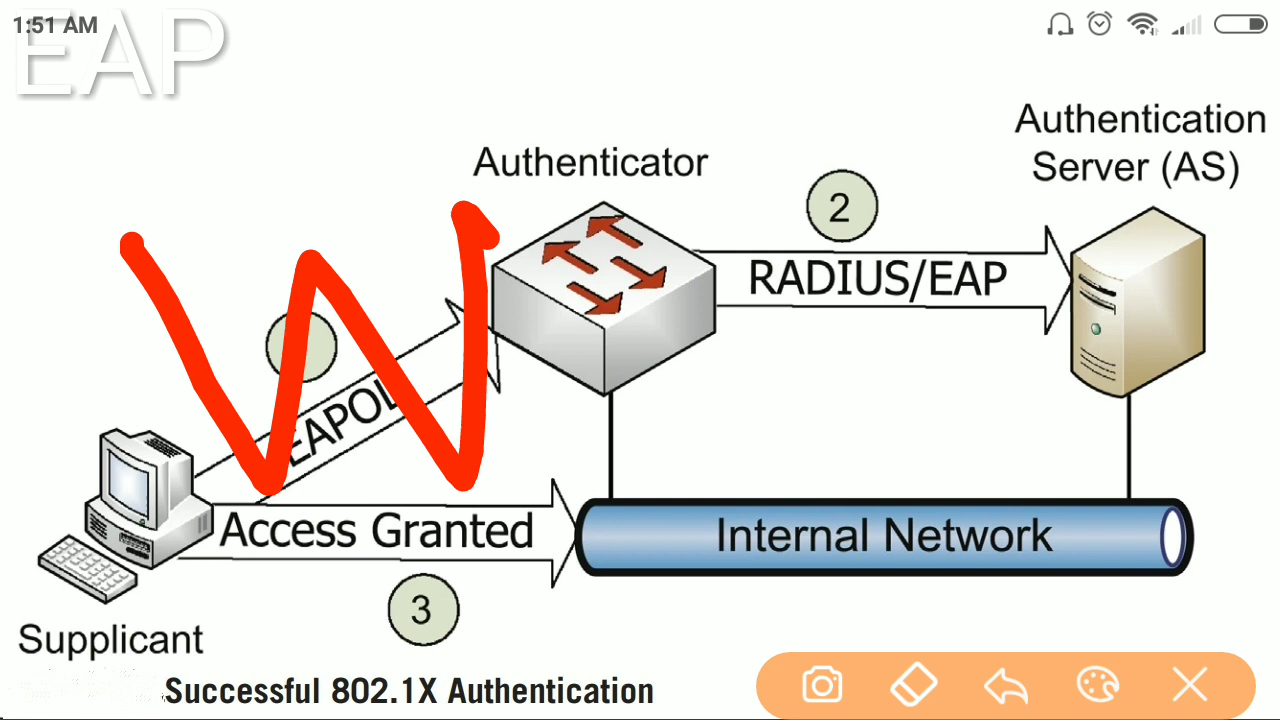 1:51 AM
EAP
Authentication
Server (AS)
Authenticator
2
RADIUS/EAP
EAPOL
Access Granted
Internal Network
3
Supplicant
Successful 802.1X Authentication
W